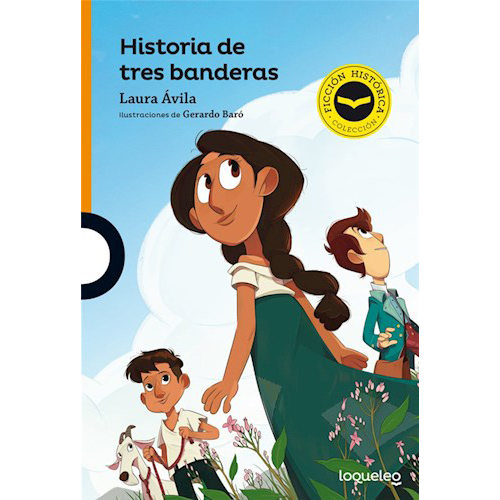 Historia de
tres banderas
Laura Ávila
Ilustraciones de Gerardo Baró
FICCIÓN HISTÓRICA
· COLECCIÓN ·
loqueleo